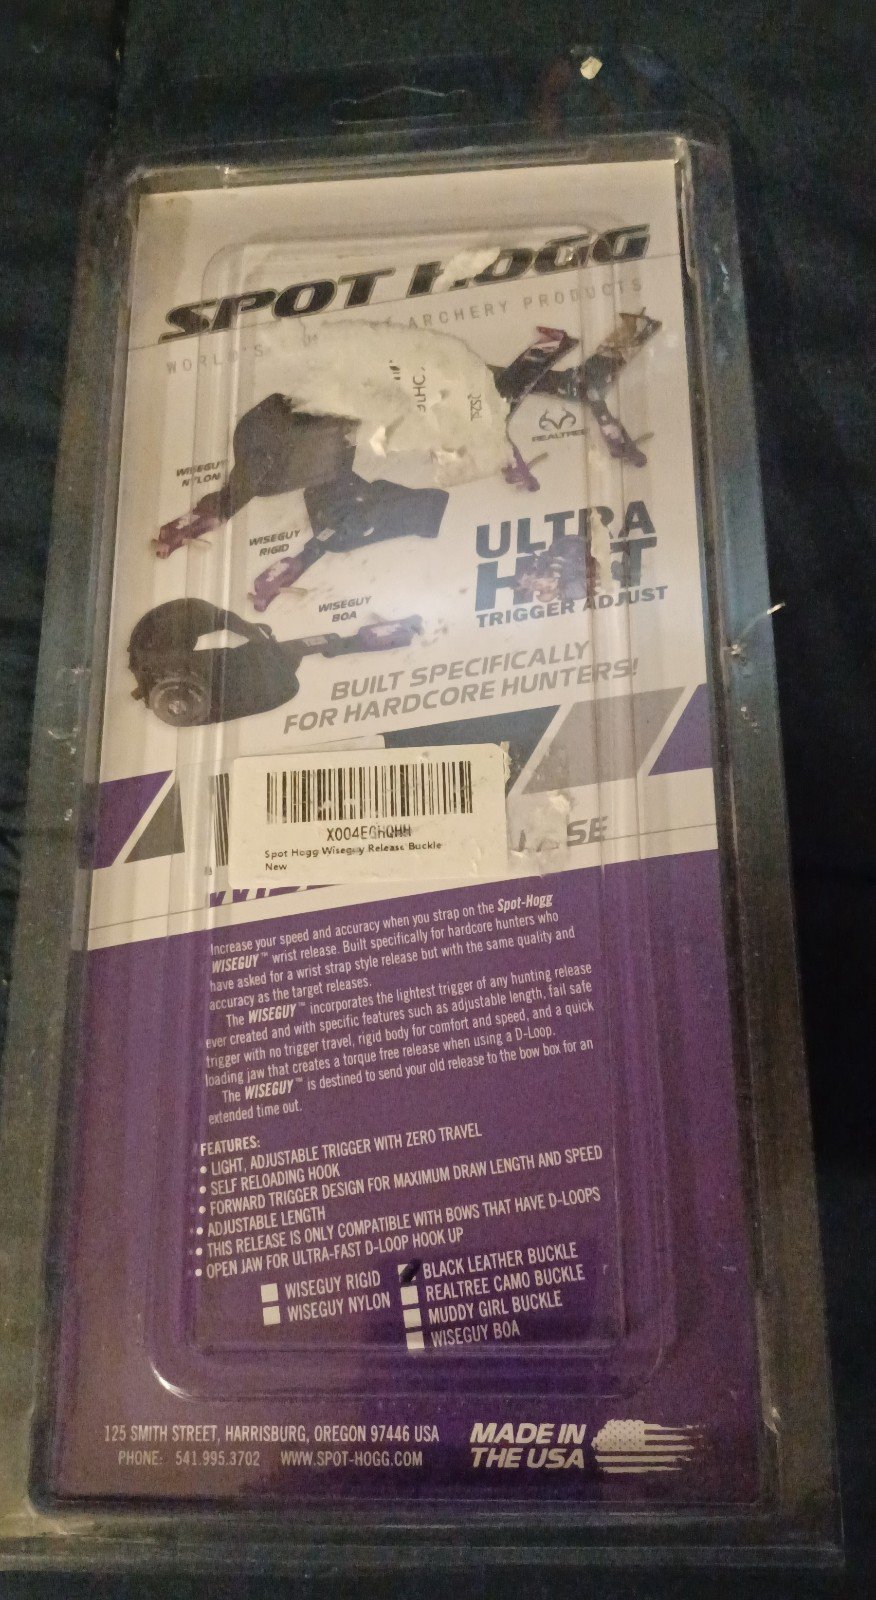 SPOT HOGG
WORLD'S ARCHERY PRODUCTS
REALTREE
WISEGUY
NYLON
WISEGUY
RIGID
ULTRA
TRIGGER ADJUST
WISEGUY
BOA
BUILT SPECIFICALLY
FOR HARDCORE HUNTERS!
X004EGHQHH
Spot Hogg Wiseguy Release Buckle
New
Increase your speed and accuracy when you strap on the Spot-Hogg
WISEGUY™ wrist release. Built specifically for hardcore hunters who
have asked for a wrist strap style release but with the same quality and
accuracy as the target releases.
The WISEGUY™ incorporates the lightest trigger of any hunting release
ever created and with specific features such as adjustable length, fail safe
trigger with no trigger travel, rigid body for comfort and speed, and a quick
loading jaw that creates a torque free release when using a D-Loop.
The WISEGUY™ is destined to send your old release to the bow box for an
extended time out.
FEATURES:
• LIGHT, ADJUSTABLE TRIGGER WITH ZERO TRAVEL
• SELF RELOADING HOOK
• FORWARD TRIGGER DESIGN FOR MAXIMUM DRAW LENGTH AND SPEED
• ADJUSTABLE LENGTH
• THIS RELEASE IS ONLY COMPATIBLE WITH BOWS THAT HAVE D-LOOPS
• OPEN JAW FOR ULTRA-FAST D-LOOP HOOK UP
WISEGUY RIGID
WISEGUY NYLON
BLACK LEATHER BUCKLE
REALTREE CAMO BUCKLE
MUDDY GIRL BUCKLE
WISEGUY BOA
125 SMITH STREET, HARRISBURG, OREGON 97446 USA
PHONE: 541.995.3702 WWW.SPOT-HOGG.COM
MADE IN
THE USA